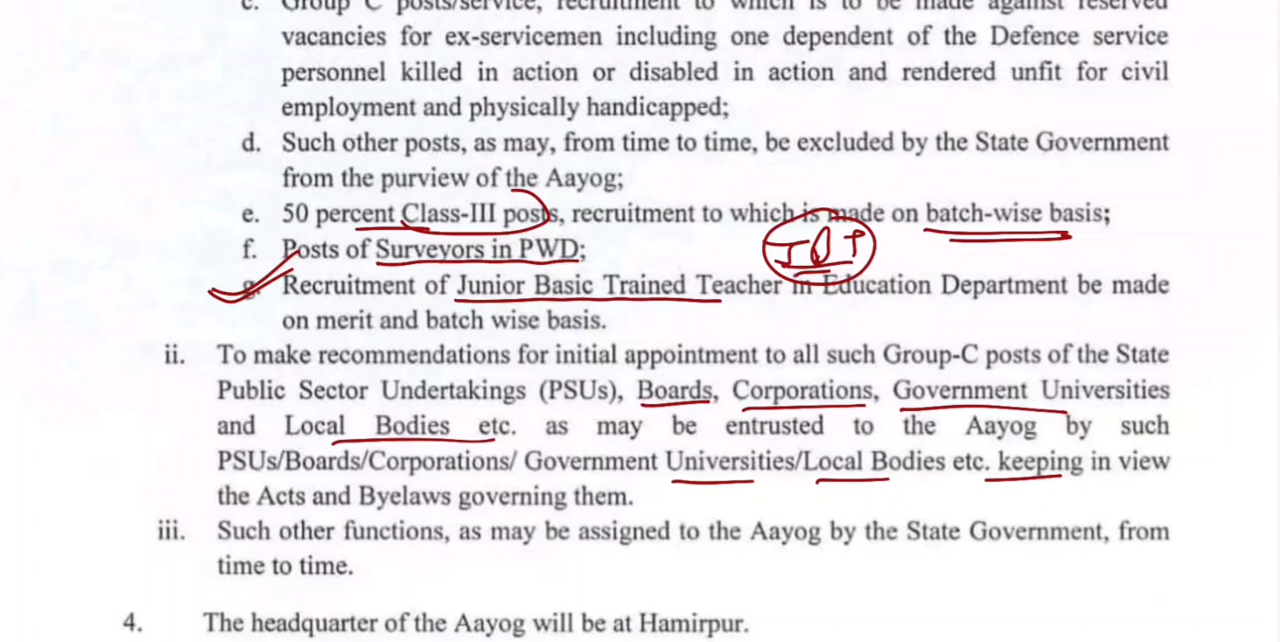 c. Group C posts/service, recruitment to which is to be made against reserved
vacancies for ex-servicemen including one dependent of the Defence service
personnel killed in action or disabled in action and rendered unfit for civil
employment and physically handicapped;
d. Such other posts, as may, from time to time, be excluded by the State Government
from the purview of the Aayog;
e. 50 percent Class-III posts, recruitment to which is made on batch-wise basis;
f. Posts of Surveyors in PWD;
g. Recruitment of Junior Basic Trained Teacher in Education Department be made
on merit and batch wise basis.
ii. To make recommendations for initial appointment to all such Group-C posts of the State
Public Sector Undertakings (PSUs), Boards, Corporations, Government Universities
and Local Bodies etc. as may be entrusted to the Aayog by such
PSUs/Boards/Corporations/ Government Universities/Local Bodies etc. keeping in view
the Acts and Byelaws governing them.
iii. Such other functions, as may be assigned to the Aayog by the State Government, from
time to time.
4. The headquarter of the Aayog will be at Hamirpur.